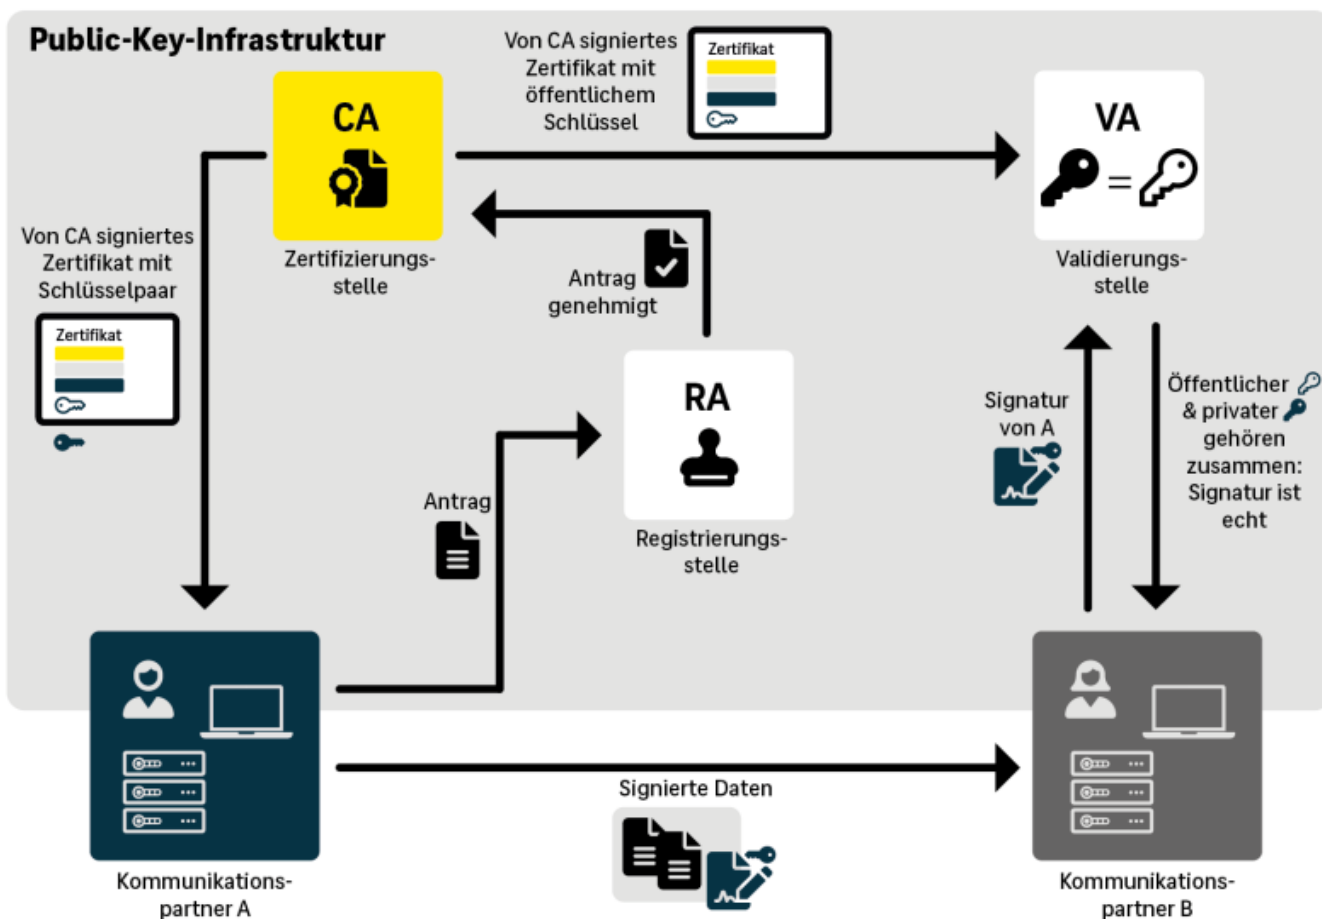 Public-Key-Infrastruktur
Von CA signiertes
Zertifikat mit
öffentlichem
Schlüssel
Zertifikat
CA
Zertifizierungs-
stelle
VA
=
Validierungs-
stelle
Von CA signiertes
Zertifikat mit
Schlüsselpaar
Zertifikat
Antrag
genehmigt
RA
Registrierungs-
stelle
Antrag
Signatur
von A
Öffentlicher
& privater
gehören
zusammen:
Signatur ist
echt
Signierte Daten
Kommunikations-
partner A
Kommunikations-
partner B